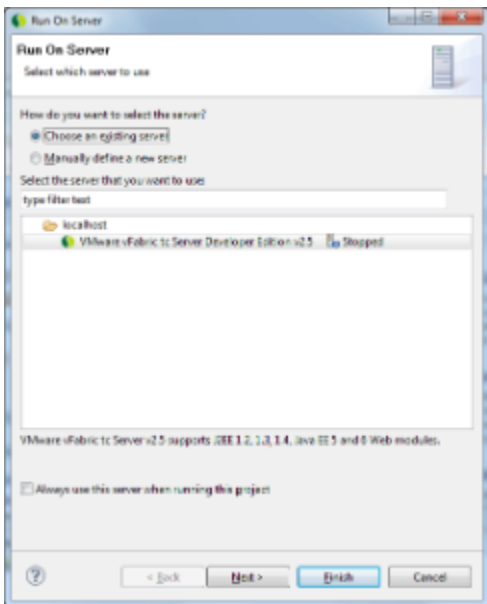 Run On Server
Run On Server
Select which server to use
How do you want to select the server?
Choose an existing server
Manually define a new server
Select the server that you want to use:
type filter text
localhost
VMware vFabric tc Server Developer Edition v2.5 Stopped
VMware vFabric tc Server v2.5 supports J2EE 1.2, 1.3, 1.4, Java EE 5 and 6 Web modules.
Always use this server when running this project
?
< Back Next > Finish Cancel